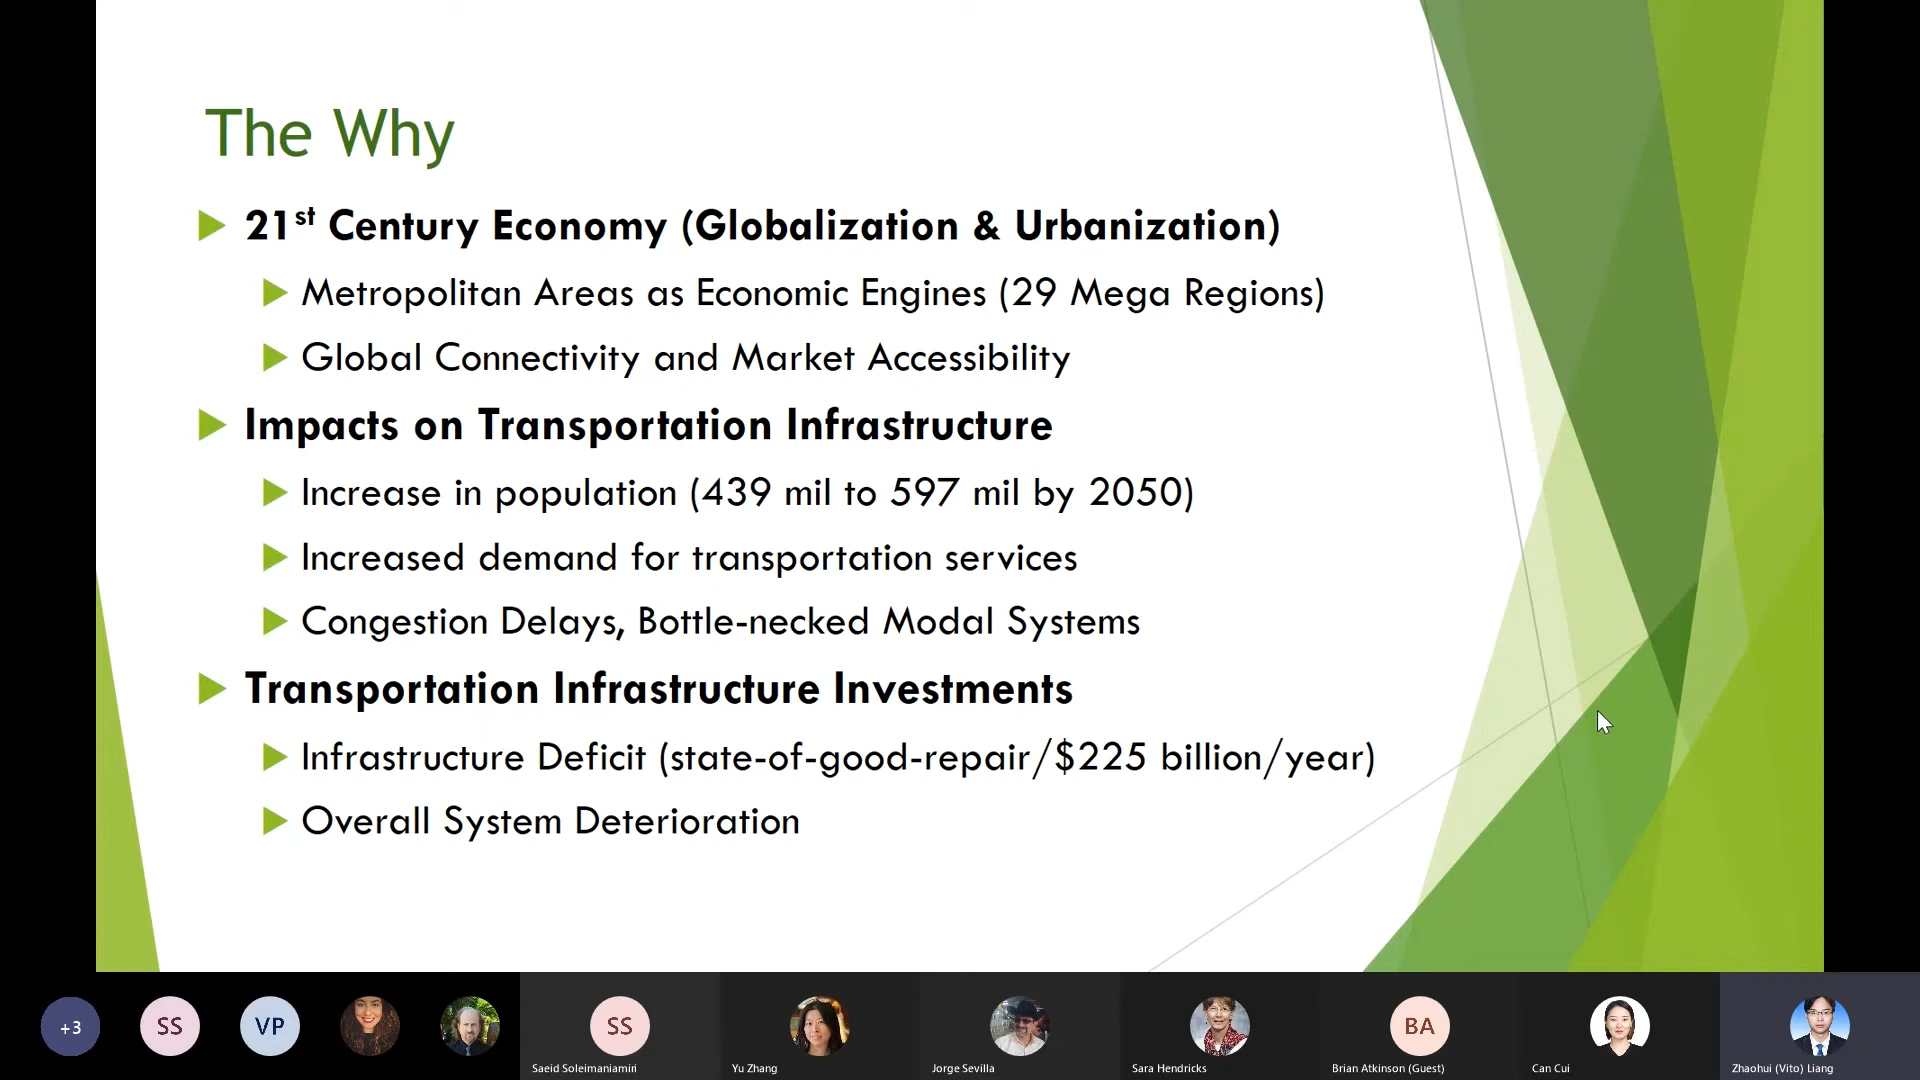 The Why
21st Century Economy (Globalization & Urbanization)
Metropolitan Areas as Economic Engines (29 Mega Regions)
Global Connectivity and Market Accessibility
Impacts on Transportation Infrastructure
Increase in population (439 mil to 597 mil by 2050)
Increased demand for transportation services
Congestion Delays, Bottle-necked Modal Systems
Transportation Infrastructure Investments
Infrastructure Deficit (state-of-good-repair/$225 billion/year)
Overall System Deterioration
+3
SS
VP
SS
BA
Saeid Soleimaniamiri
Yu Zhang
Jorge Sevilla
Sara Hendricks
Brian Atkinson (Guest)
Can Cui
Zhaohui (Vito) Liang